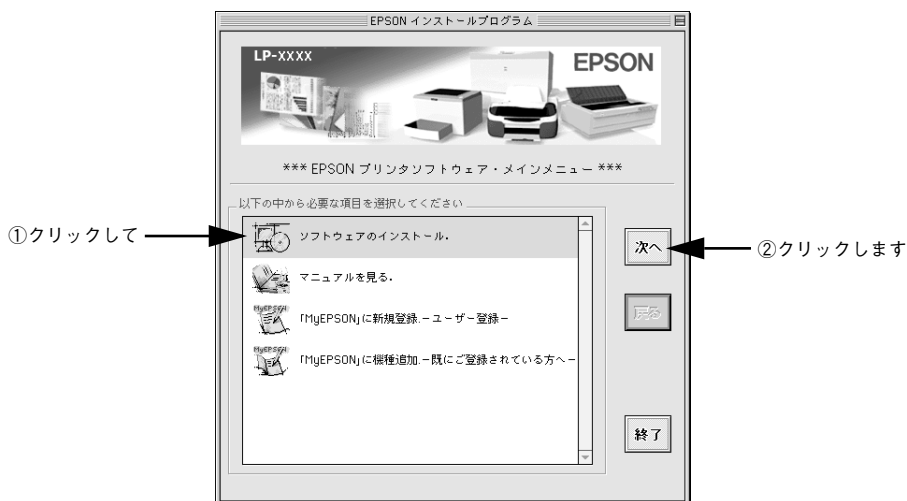 EPSON インストールプログラム
LP-XXXX
EPSON
*** EPSON プリンタソフトウェア・メインメニュー ***
以下の中から必要な項目を選択してください
①クリックして
ソフトウェアのインストール.
次へ
②クリックします
マニュアルを見る.
MyEPSON
「MyEPSON」に新規登録.－ユーザー登録－
戻る
MyEPSON
「MyEPSON」に機種追加.－既にご登録されている方へ－
終了